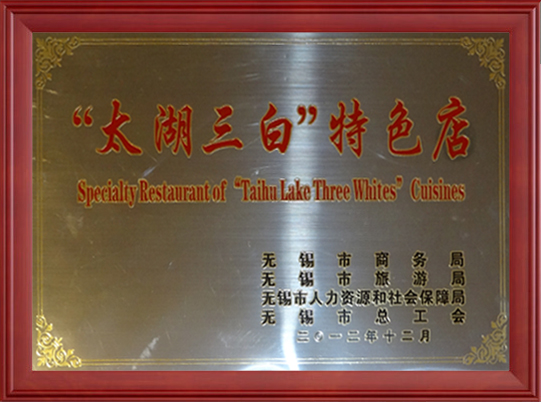 “太湖三白”特色店
Specialty Restaurant of “Taihu Lake Three Whites” Cuisines
无锡市商务局
无锡市旅游局
无锡市人力资源和社会保障局
无锡市总工会
二〇一二年十二月